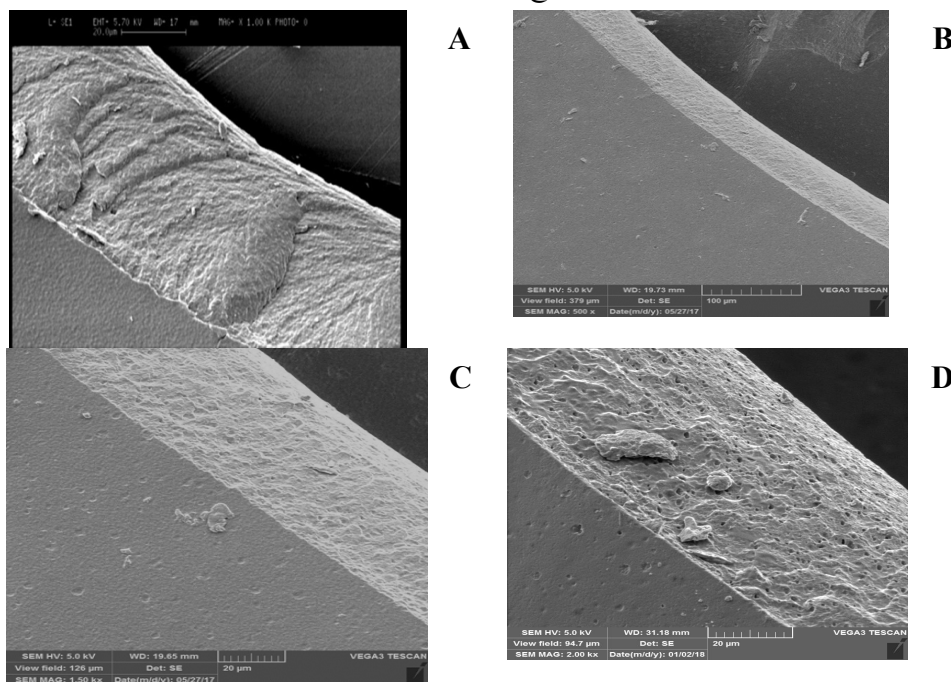 L= SE1 EHT= 5.70 KV WD= 17 mm MAG= X 1.00 K PHOTO= 0
20.0µm
A
B
SEM HV: 5.0 kV WD: 19.73 mm VEGA3 TESCAN
View field: 379 µm Det: SE 100 µm
SEM MAG: 500 x Date(m/d/y): 05/27/17
C
D
SEM HV: 5.0 kV WD: 19.65 mm VEGA3 TESCAN
View field: 126 µm Det: SE 20 µm
SEM MAG: 1.50 kx Date(m/d/y): 05/27/17
SEM HV: 5.0 kV WD: 31.18 mm VEGA3 TESCAN
View field: 94.7 µm Det: SE 20 µm
SEM MAG: 2.00 kx Date(m/d/y): 01/02/18